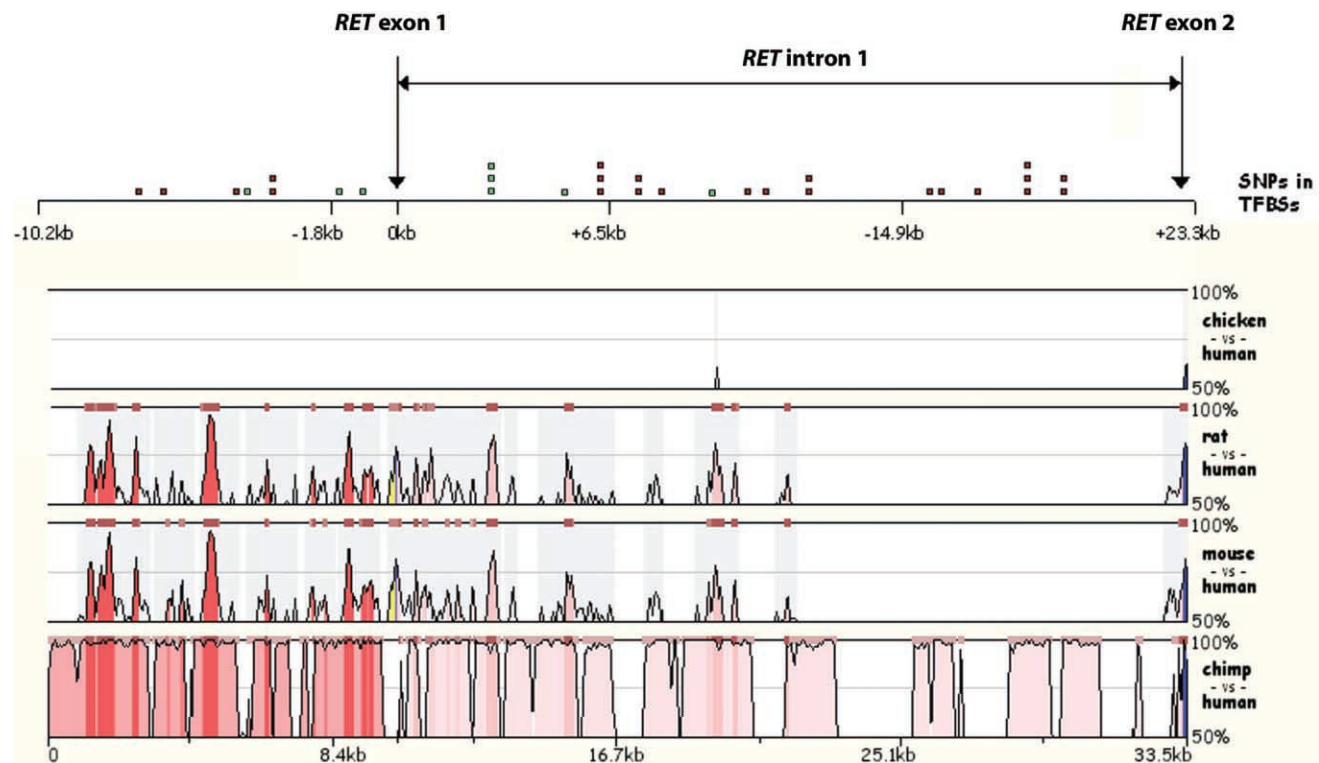 RET exon 1
RET exon 2
RET intron 1
SNPs in
TFBSs
-10.2kb -1.8kb 0kb +6.5kb -14.9kb +23.3kb
100%
chicken
- vs -
human
50%
100%
rat
- vs -
human
50%
100%
mouse
- vs -
human
50%
100%
chimp
- vs -
human
50%
0 8.4kb 16.7kb 25.1kb 33.5kb